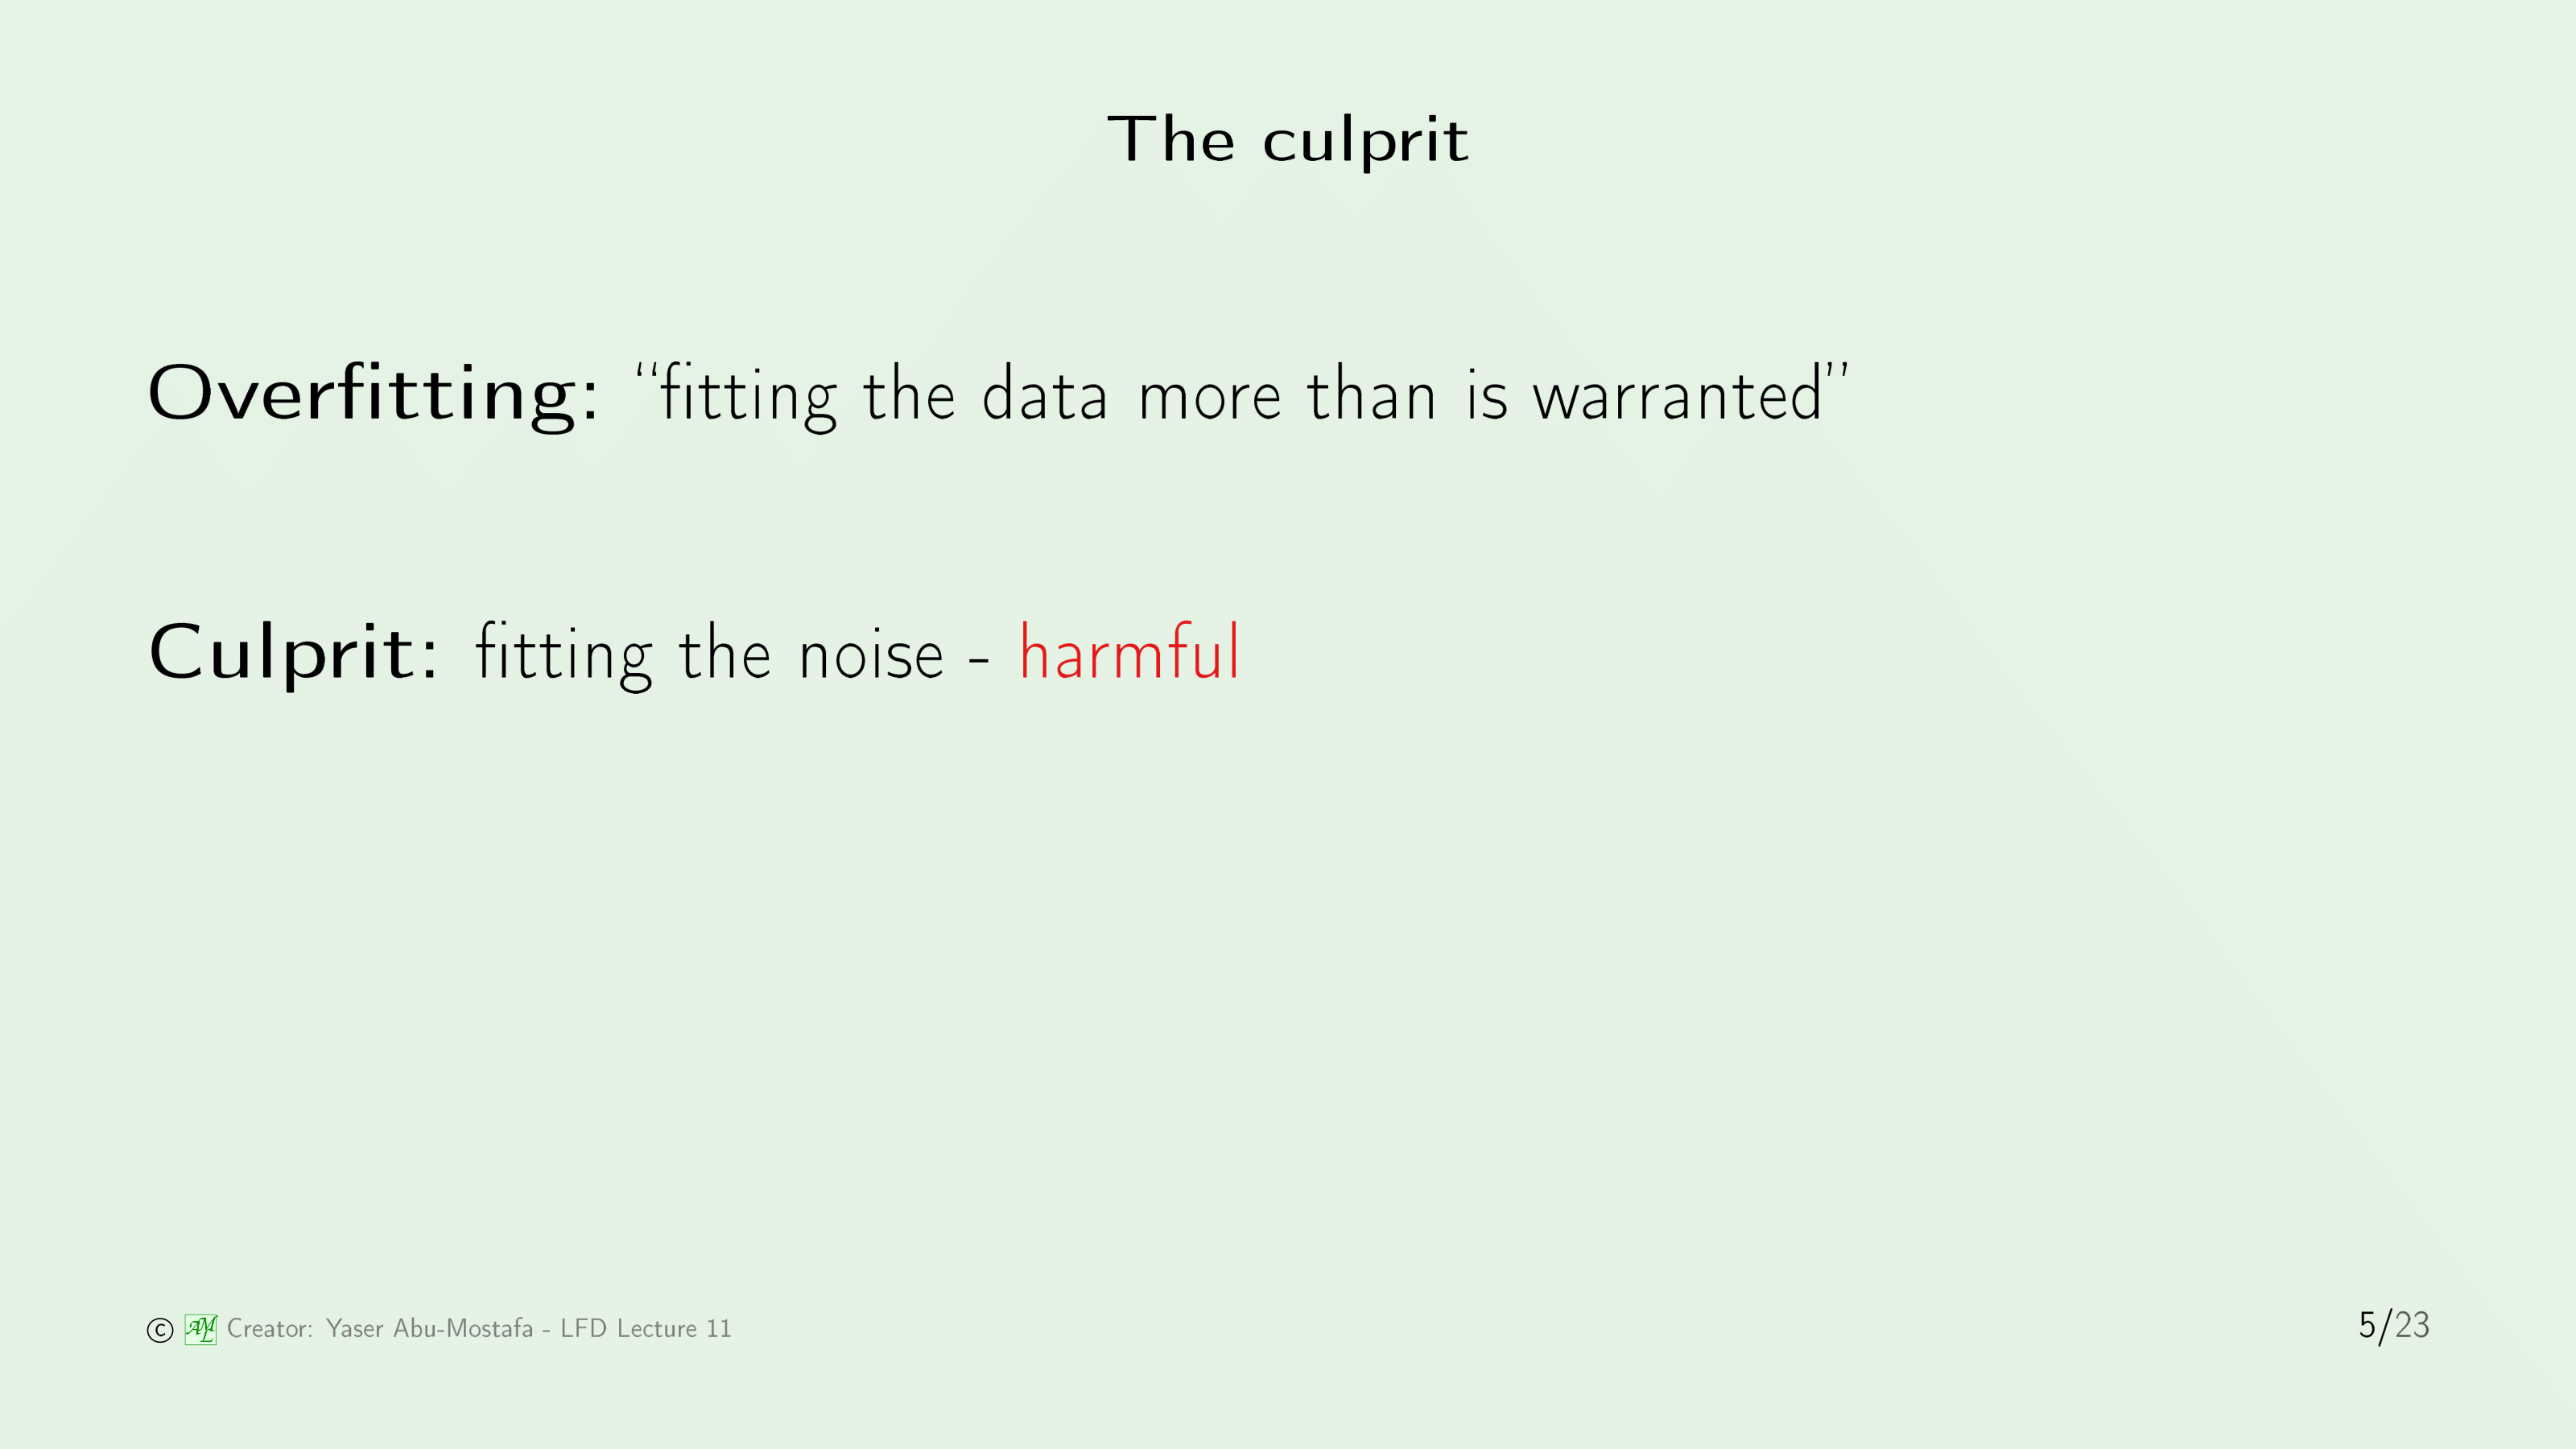 The culprit
Overfitting: “fitting the data more than is warranted”
Culprit: fitting the noise - harmful
© AML Creator: Yaser Abu-Mostafa - LFD Lecture 11
5/23